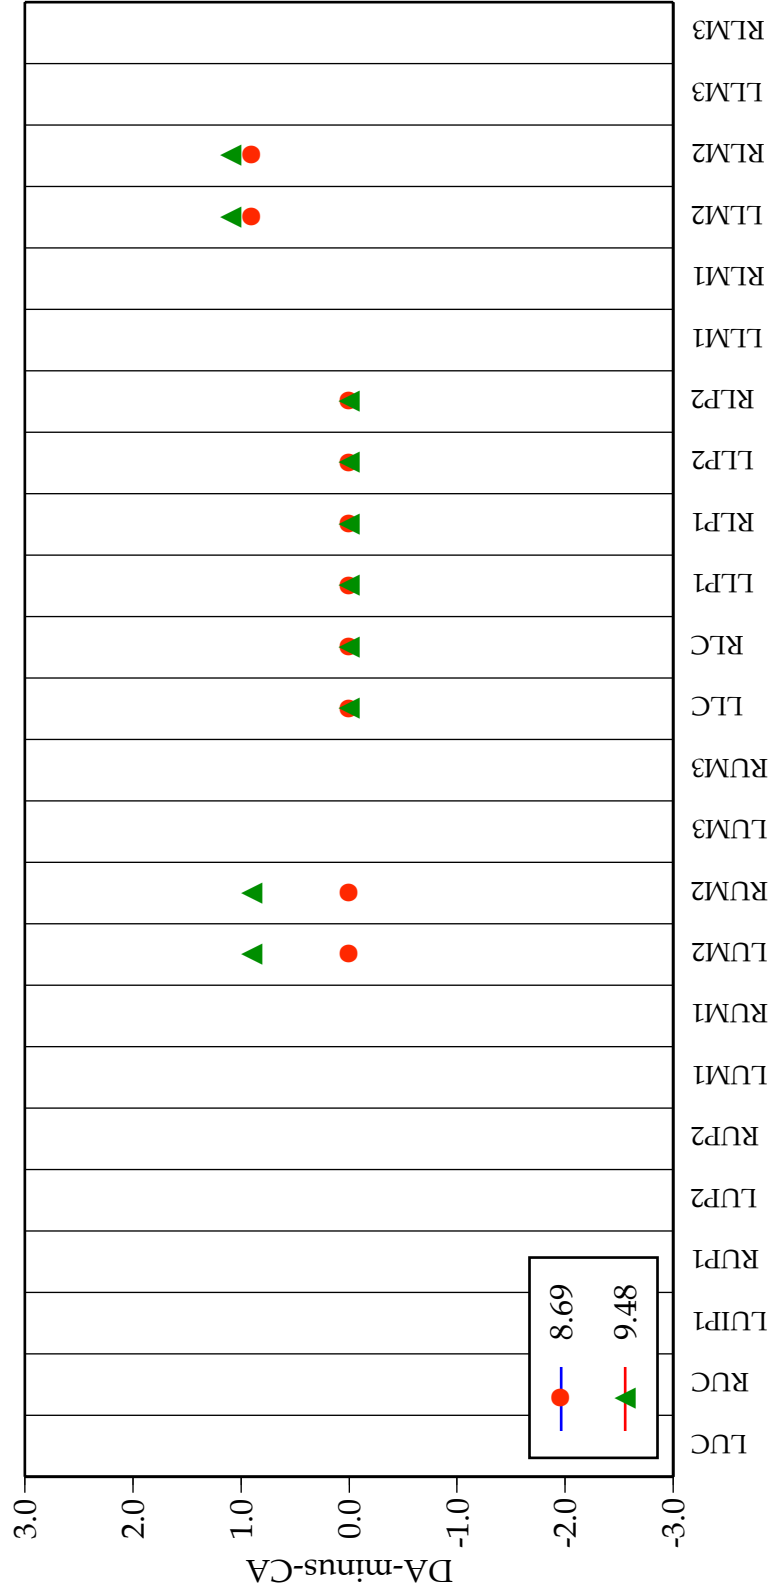 RLM3
LLM3
RLM2
LLM2
RLM1
LLM1
RLP2
LLP2
RLP1
LLP1
RLC
LLC
RUM3
LUM3
RUM2
LUM2
RUM1
LUM1
RUP2
LUP2
RUP1
LUIP1
RUC
LUC
8.69
9.48
3.0
2.0
1.0
0.0
-1.0
-2.0
-3.0
DA-minus-CA